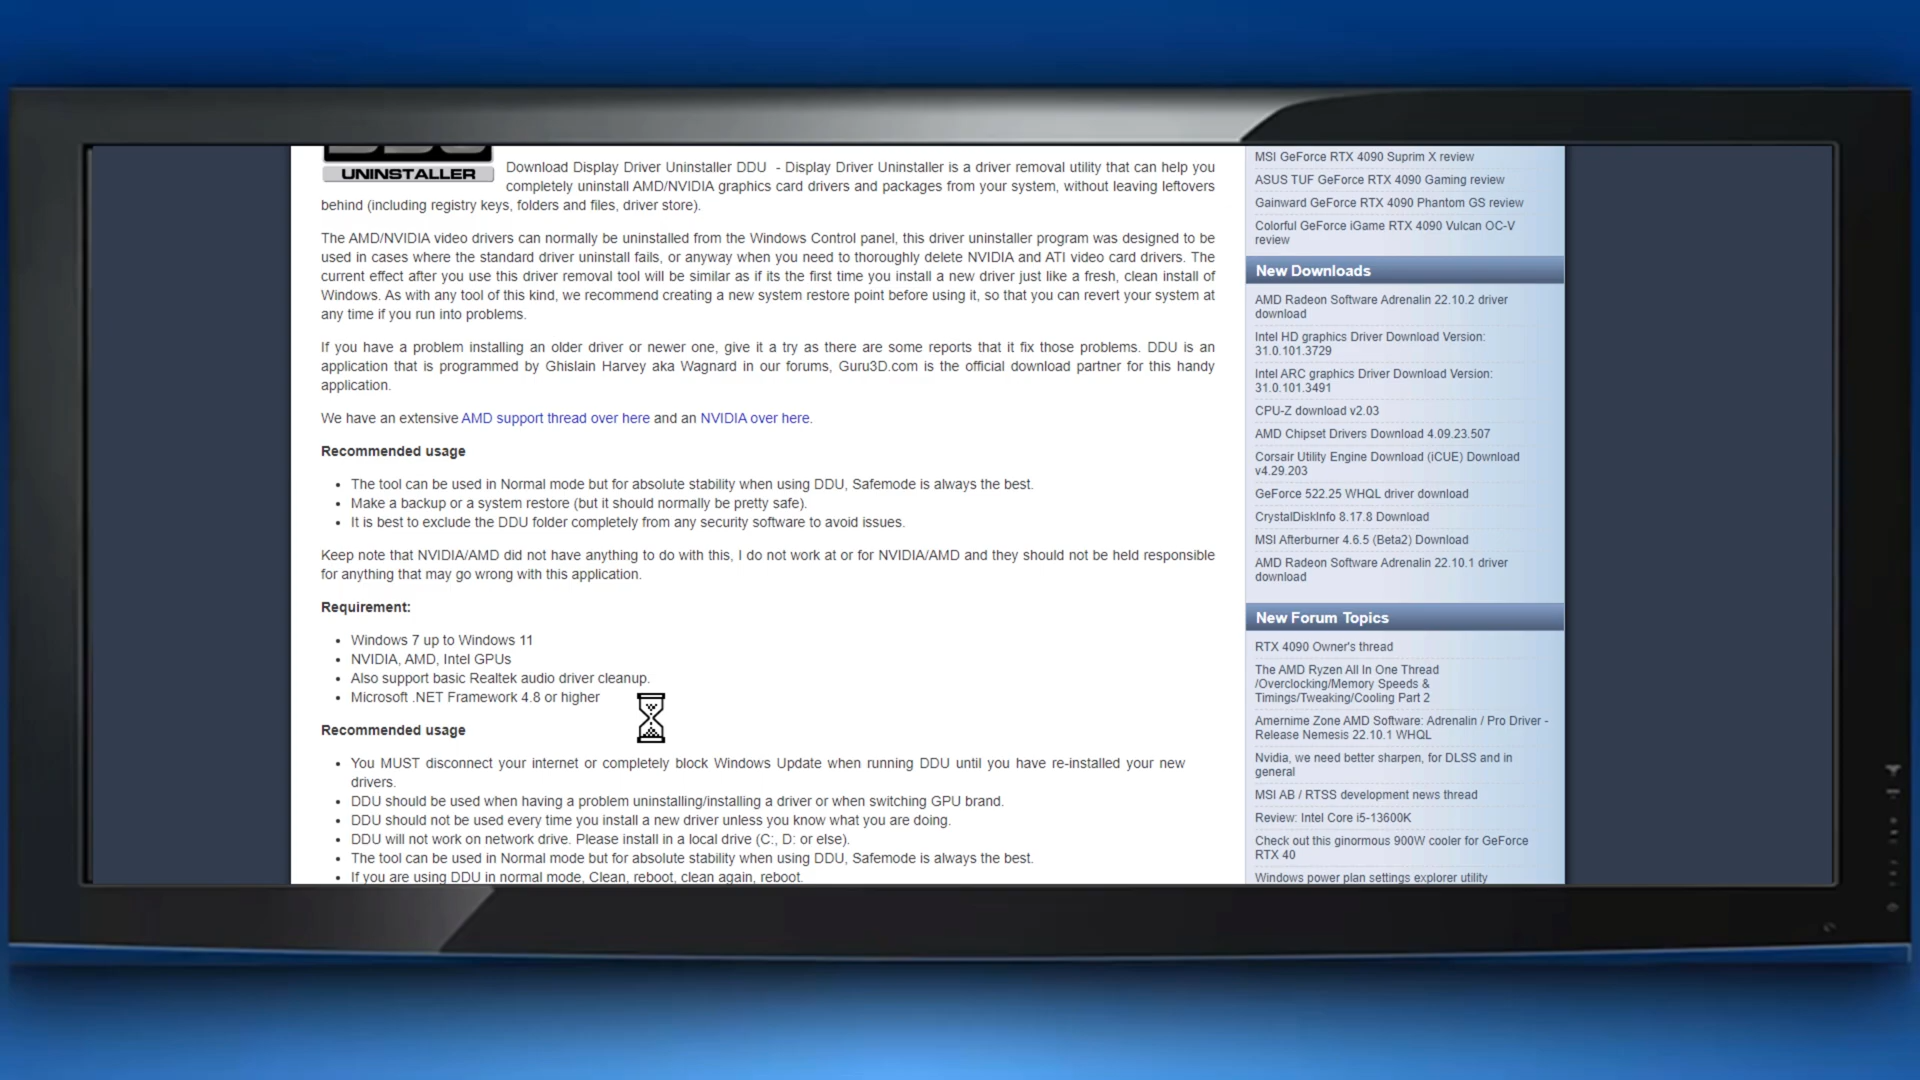 UNINSTALLER
Download Display Driver Uninstaller DDU - Display Driver Uninstaller is a driver removal utility that can help you
completely uninstall AMD/NVIDIA graphics card drivers and packages from your system, without leaving leftovers
behind (including registry keys, folders and files, driver store).
The AMD/NVIDIA video drivers can normally be uninstalled from the Windows Control panel, this driver uninstaller program was designed to be
used in cases where the standard driver uninstall fails, or anyway when you need to thoroughly delete NVIDIA and ATI video card drivers. The
current effect after you use this driver removal tool will be similar as if its the first time you install a new driver just like a fresh, clean install of
Windows. As with any tool of this kind, we recommend creating a new system restore point before using it, so that you can revert your system at
any time if you run into problems.
If you have a problem installing an older driver or newer one, give it a try as there are some reports that it fix those problems. DDU is an
application that is programmed by Ghislain Harvey aka Wagnard in our forums, Guru3D.com is the official download partner for this handy
application.
We have an extensive AMD support thread over here and an NVIDIA over here.
Recommended usage
• The tool can be used in Normal mode but for absolute stability when using DDU, Safemode is always the best.
• Make a backup or a system restore (but it should normally be pretty safe).
• It is best to exclude the DDU folder completely from any security software to avoid issues.
Keep note that NVIDIA/AMD did not have anything to do with this, I do not work at or for NVIDIA/AMD and they should not be held responsible
for anything that may go wrong with this application.
Requirement:
• Windows 7 up to Windows 11
• NVIDIA, AMD, Intel GPUs
• Also support basic Realtek audio driver cleanup.
• Microsoft .NET Framework 4.8 or higher
Recommended usage
• You MUST disconnect your internet or completely block Windows Update when running DDU until you have re-installed your new
drivers.
• DDU should be used when having a problem uninstalling/installing a driver or when switching GPU brand.
• DDU should not be used every time you install a new driver unless you know what you are doing.
• DDU will not work on network drive. Please install in a local drive (C:, D: or else).
• The tool can be used in Normal mode but for absolute stability when using DDU, Safemode is always the best.
• If you are using DDU in normal mode, Clean, reboot, clean again, reboot.
MSI GeForce RTX 4090 Suprim X review
ASUS TUF GeForce RTX 4090 Gaming review
Gainward GeForce RTX 4090 Phantom GS review
Colorful GeForce iGame RTX 4090 Vulcan OC-V
review
New Downloads
AMD Radeon Software Adrenalin 22.10.2 driver
download
Intel HD graphics Driver Download Version:
31.0.101.3729
Intel ARC graphics Driver Download Version:
31.0.101.3491
CPU-Z download v2.03
AMD Chipset Drivers Download 4.09.23.507
Corsair Utility Engine Download (iCUE) Download
v4.29.203
GeForce 522.25 WHQL driver download
CrystalDiskInfo 8.17.8 Download
MSI Afterburner 4.6.5 (Beta2) Download
AMD Radeon Software Adrenalin 22.10.1 driver
download
New Forum Topics
RTX 4090 Owner's thread
The AMD Ryzen All In One Thread
/Overclocking/Memory Speeds &
Timings/Tweaking/Cooling Part 2
Amernime Zone AMD Software: Adrenalin / Pro Driver -
Release Nemesis 22.10.1 WHQL
Nvidia, we need better sharpen, for DLSS and in
general
MSI AB / RTSS development news thread
Review: Intel Core i5-13600K
Check out this ginormous 900W cooler for GeForce
RTX 40
Windows power plan settings explorer utility